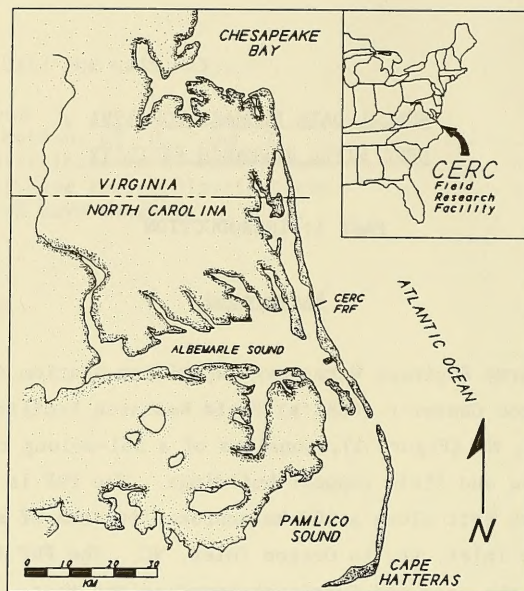 CHESAPEAKE
BAY
CERC
Field
Research
Facility
VIRGINIA
NORTH CAROLINA
CERC
FRF
ATLANTIC OCEAN
ALBEMARLE SOUND
PAMLICO
SOUND
N
CAPE
HATTERAS
0 10 20 30
KM